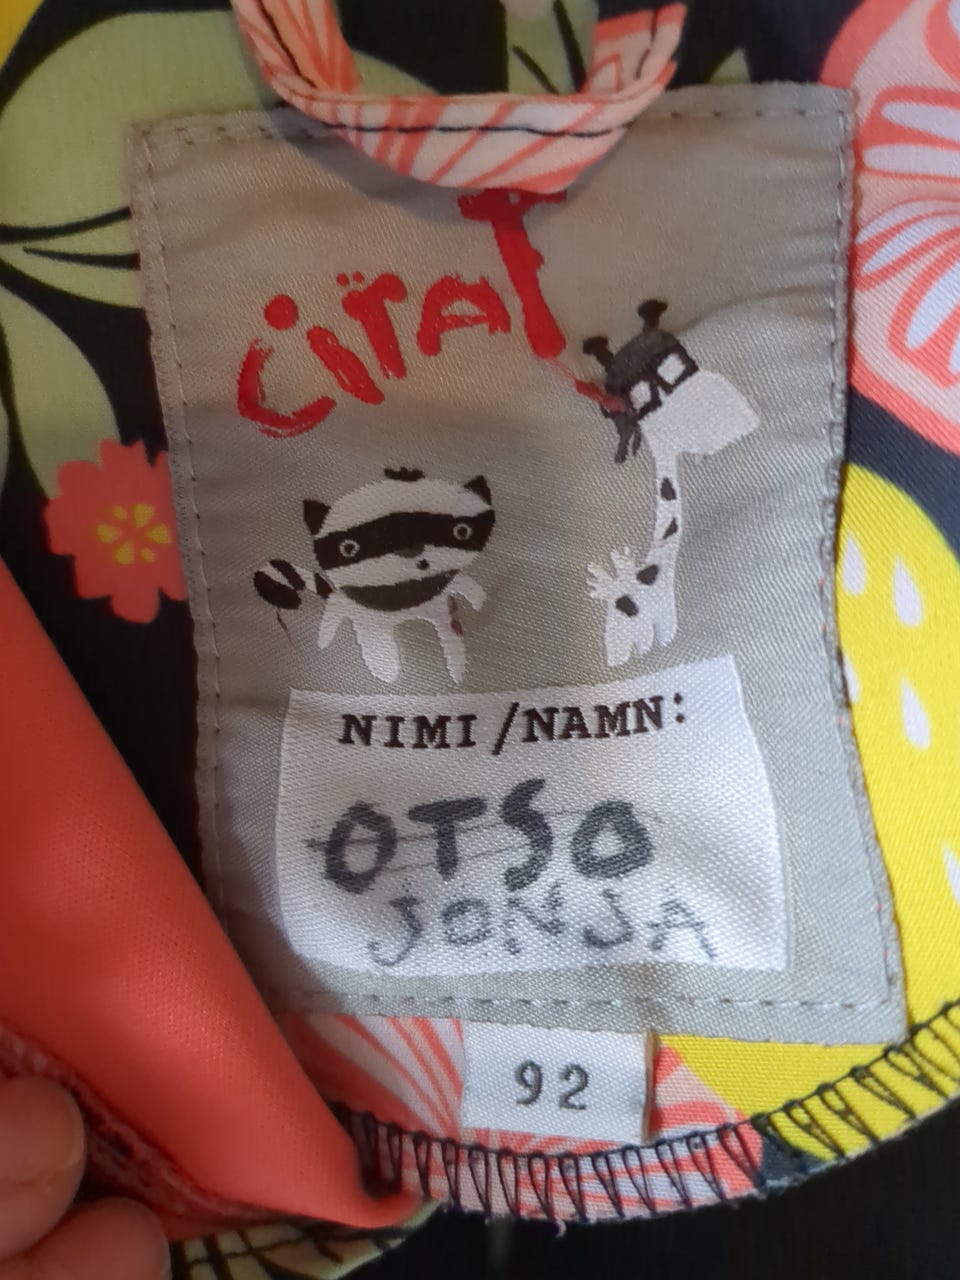 CiTAT
NIMI/NAMN:
OTSO
JONJA
92